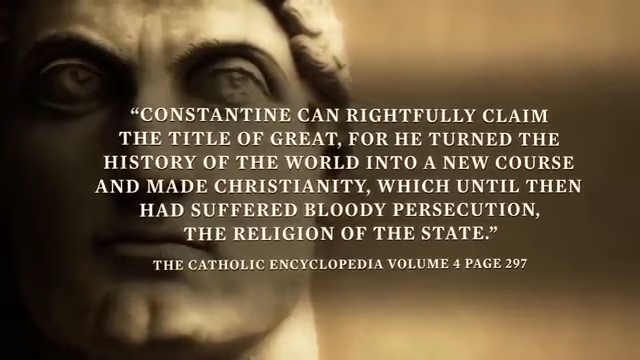 “CONSTANTINE CAN RIGHTFULLY CLAIM
THE TITLE OF GREAT, FOR HE TURNED THE
HISTORY OF THE WORLD INTO A NEW COURSE
AND MADE CHRISTIANITY, WHICH UNTIL THEN
HAD SUFFERED BLOODY PERSECUTION,
THE RELIGION OF THE STATE.”
THE CATHOLIC ENCYCLOPEDIA VOLUME 4 PAGE 297